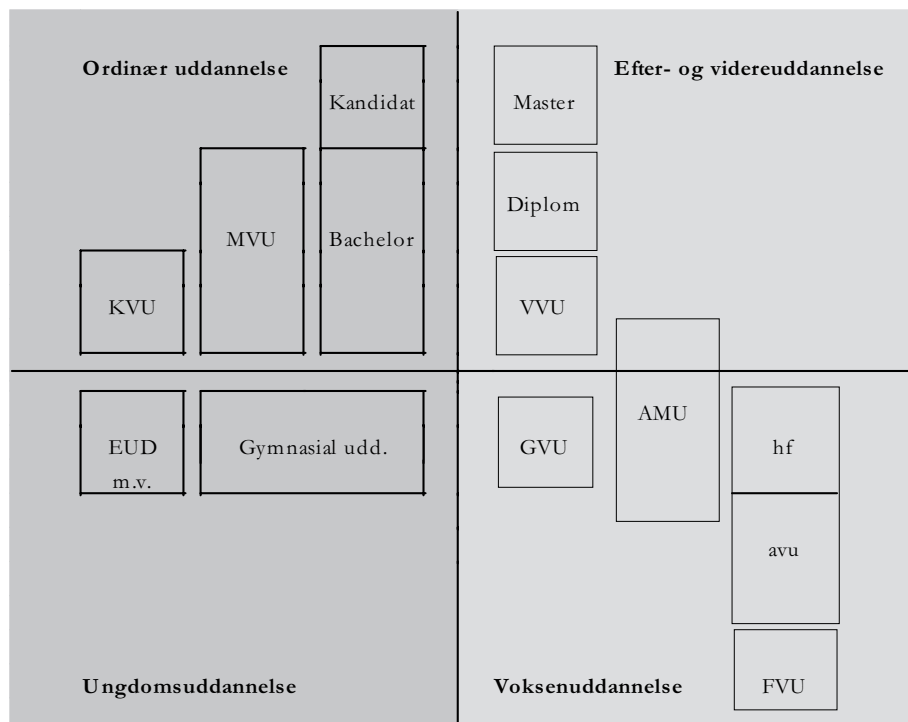 Ordinær uddannelse
Kandidat
MVU
Bachelor
KVU
Efter- og videreuddannelse
Master
Diplom
VVU
EUD
m.v.
Gymnasial udd.
Ungdomsuddannelse
GVU
AMU
hf
avu
FVU
Voksenuddannelse